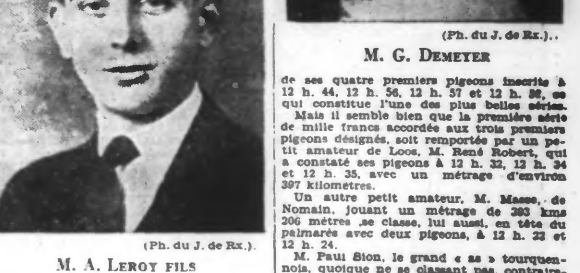 (Ph. du J. de Rx.).
M. A. LEROY FILS
(Ph. du J. de Rx.)..
M. G. DEMEYER
de ses quatre premiers pigeons inscrits à
12 h. 44, 12 h. 56, 12 h. 57 et 12 h. 58, ce
qui constitue l'une des plus belles séries.
Mais il semble bien que la première série
de mille francs accordée aux trois premiers
pigeons désignés, soit remportée par un pe-
tit amateur de Loos, M. René Robert, qui
a constaté ses pigeons à 12 h. 32, 12 h. 34
et 12 h. 35, avec un métrage d'environ
397 kilomètres.
Un autre petit amateur, M. Masse, de
Nomain, jouant un métrage de 393 kms
206 mètres ,se classe, lui aussi, en tête du
palmarès avec deux pigeons, à 12 h. 22 et
12 h. 24.
M. Paul Bion, le grand « as » tourquen-
nois, quoique ne se classant pas, contraire-